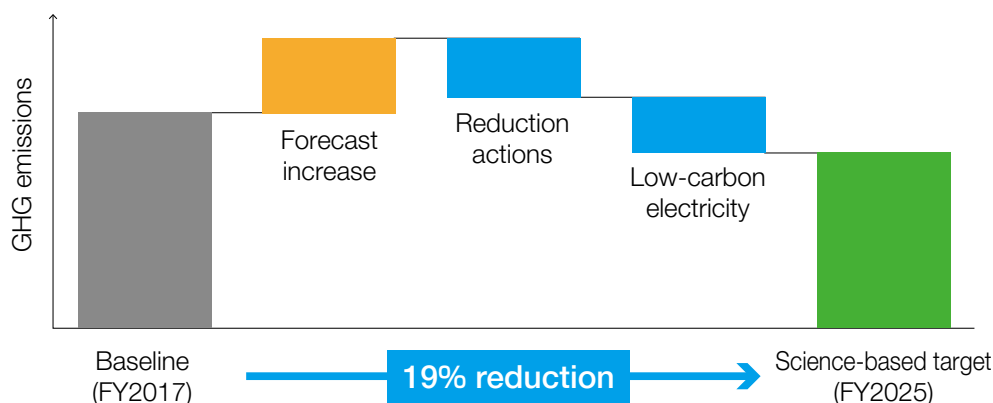 GHG emissions
Forecast
increase
Reduction
actions
Low-carbon
electricity
Baseline
(FY2017)
19% reduction
Science-based target
(FY2025)